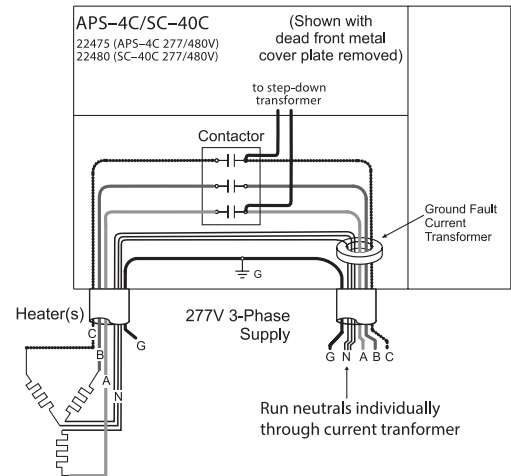 APS–4C/SC–40C
22475 (APS–4C 277/480V)
22480 (SC–40C 277/480V)
(Shown with
dead front metal
cover plate removed)
to step–down
transformer
Contactor
Ground Fault
Current
Transformer
G
Heater(s)
277V 3-Phase
Supply
C
B
A
N
G
G N A B C
Run neutrals individually
through current tranformer